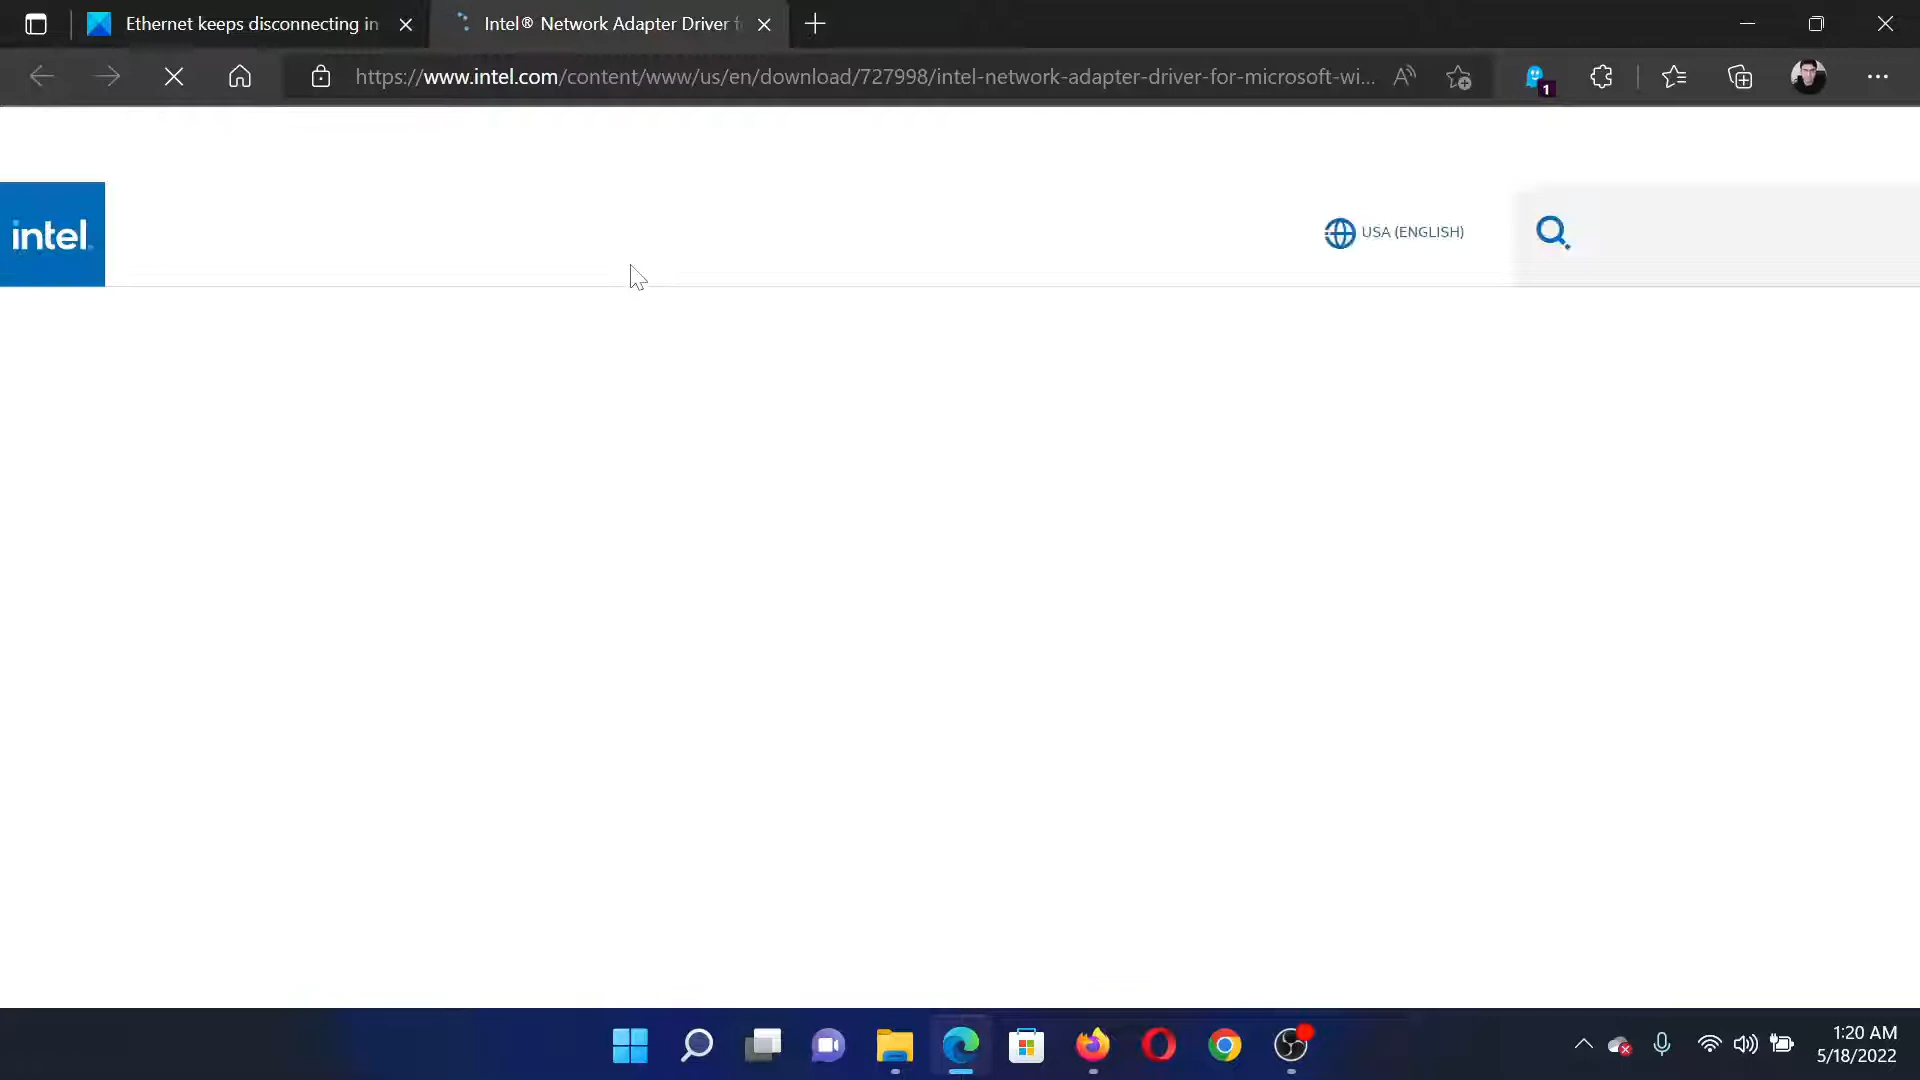 Ethernet keeps disconnecting in
Intel® Network Adapter Driver f
https://www.intel.com/content/www/us/en/download/727998/intel-network-adapter-driver-for-microsoft-wi...
1
intel.
USA (ENGLISH)
1:20 AM
5/18/2022